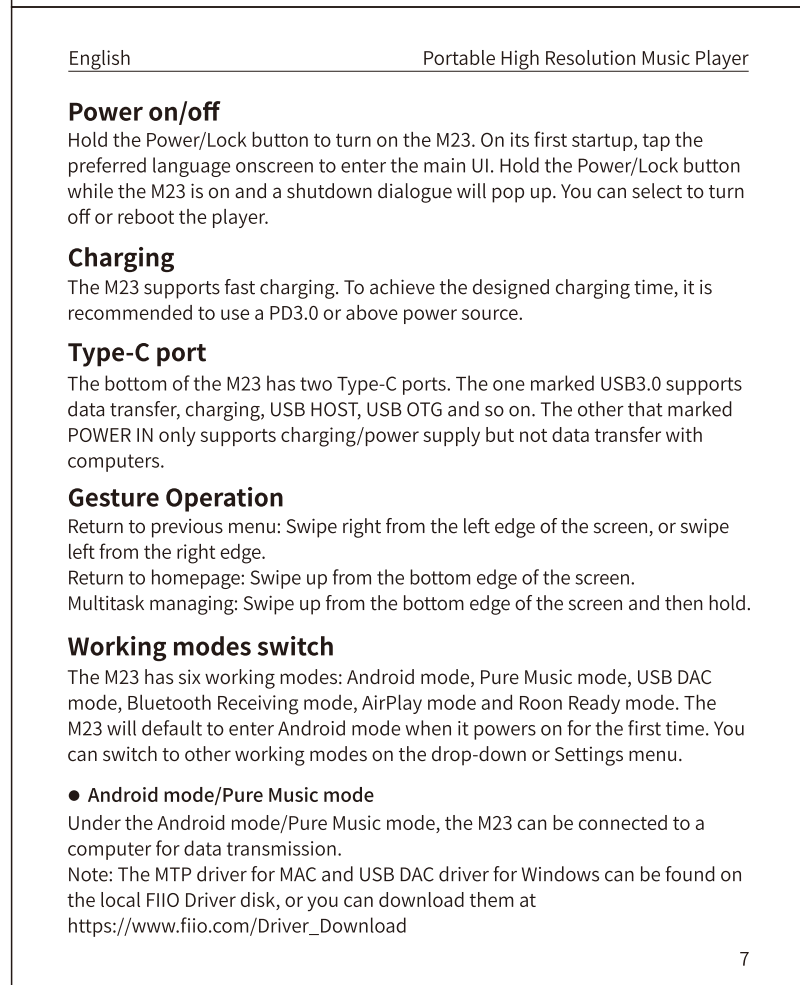 English
Portable High Resolution Music Player
Power on/off
Hold the Power/Lock button to turn on the M23. On its first startup, tap the
preferred language onscreen to enter the main UI. Hold the Power/Lock button
while the M23 is on and a shutdown dialogue will pop up. You can select to turn
off or reboot the player.
Charging
The M23 supports fast charging. To achieve the designed charging time, it is
recommended to use a PD3.0 or above power source.
Type-C port
The bottom of the M23 has two Type-C ports. The one marked USB3.0 supports
data transfer, charging, USB HOST, USB OTG and so on. The other that marked
POWER IN only supports charging/power supply but not data transfer with
computers.
Gesture Operation
Return to previous menu: Swipe right from the left edge of the screen, or swipe
left from the right edge.
Return to homepage: Swipe up from the bottom edge of the screen.
Multitask managing: Swipe up from the bottom edge of the screen and then hold.
Working modes switch
The M23 has six working modes: Android mode, Pure Music mode, USB DAC
mode, Bluetooth Receiving mode, AirPlay mode and Roon Ready mode. The
M23 will default to enter Android mode when it powers on for the first time. You
can switch to other working modes on the drop-down or Settings menu.
● Android mode/Pure Music mode
Under the Android mode/Pure Music mode, the M23 can be connected to a
computer for data transmission.
Note: The MTP driver for MAC and USB DAC driver for Windows can be found on
the local FIIO Driver disk, or you can download them at
https://www.fiio.com/Driver_Download
7